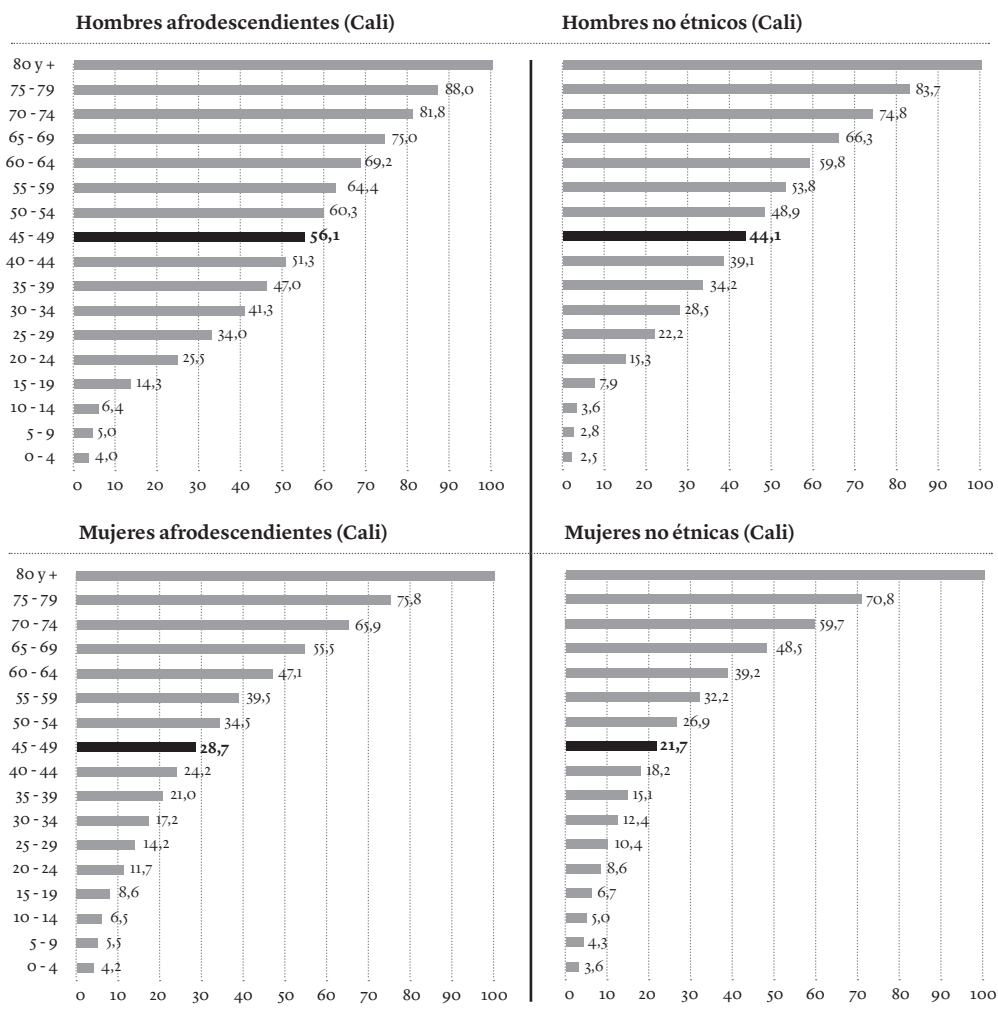 Hombres afrodescendientes (Cali)
80 y +
75 - 79 88,0
70 - 74 81,8
65 - 69 75,0
60 - 64 69,2
55 - 59 64,4
50 - 54 60,3
45 - 49 56,1
40 - 44 51,3
35 - 39 47,0
30 - 34 41,3
25 - 29 34,0
20 - 24 25,5
15 - 19 14,3
10 - 14 6,4
5 - 9 5,0
0 - 4 4,0
0 10 20 30 40 50 60 70 80 90 100
Hombres no étnicos (Cali)
83,7
74,8
66,3
59,8
53,8
48,9
44,1
39,1
34,2
28,5
22,2
15,3
7,9
3,6
2,8
2,5
0 10 20 30 40 50 60 70 80 90 100
Mujeres afrodescendientes (Cali)
80 y +
75 - 79 75,8
70 - 74 65,9
65 - 69 55,5
60 - 64 47,1
55 - 59 39,5
50 - 54 34,5
45 - 49 28,7
40 - 44 24,2
35 - 39 21,0
30 - 34 17,2
25 - 29 14,2
20 - 24 11,7
15 - 19 8,6
10 - 14 6,5
5 - 9 5,5
0 - 4 4,2
0 10 20 30 40 50 60 70 80 90 100
Mujeres no étnicas (Cali)
70,8
59,7
48,5
39,2
32,2
26,9
21,7
18,2
15,1
12,4
10,4
8,6
6,7
5,0
4,3
3,6
0 10 20 30 40 50 60 70 80 90 100